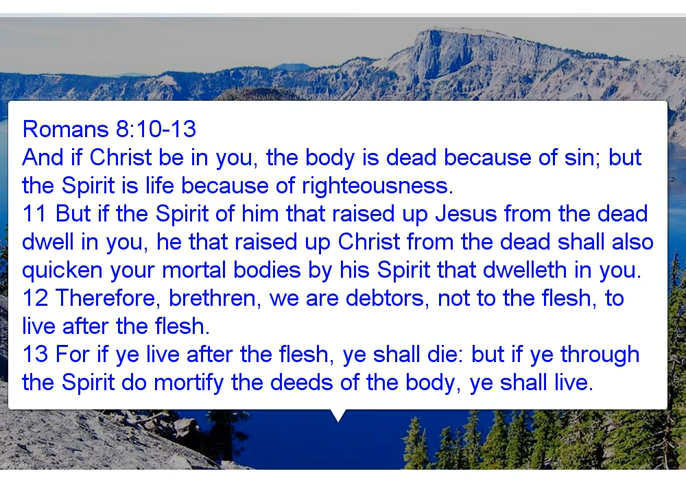 Romans 8:10-13
And if Christ be in you, the body is dead because of sin; but
the Spirit is life because of righteousness.
11 But if the Spirit of him that raised up Jesus from the dead
dwell in you, he that raised up Christ from the dead shall also
quicken your mortal bodies by his Spirit that dwelleth in you.
12 Therefore, brethren, we are debtors, not to the flesh, to
live after the flesh.
13 For if ye live after the flesh, ye shall die: but if ye through
the Spirit do mortify the deeds of the body, ye shall live.